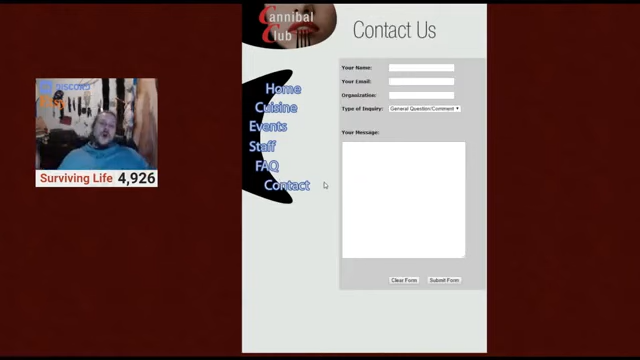 Cannibal
Club
Contact Us
DISCORD
Surviving Life 4,926
Home
Cuisine
Events
Staff
FAQ
Contact
Your Name:
Your Email:
Organization:
Type of Inquiry: General Question/Comment
Your Message:
Clear Form Submit Form